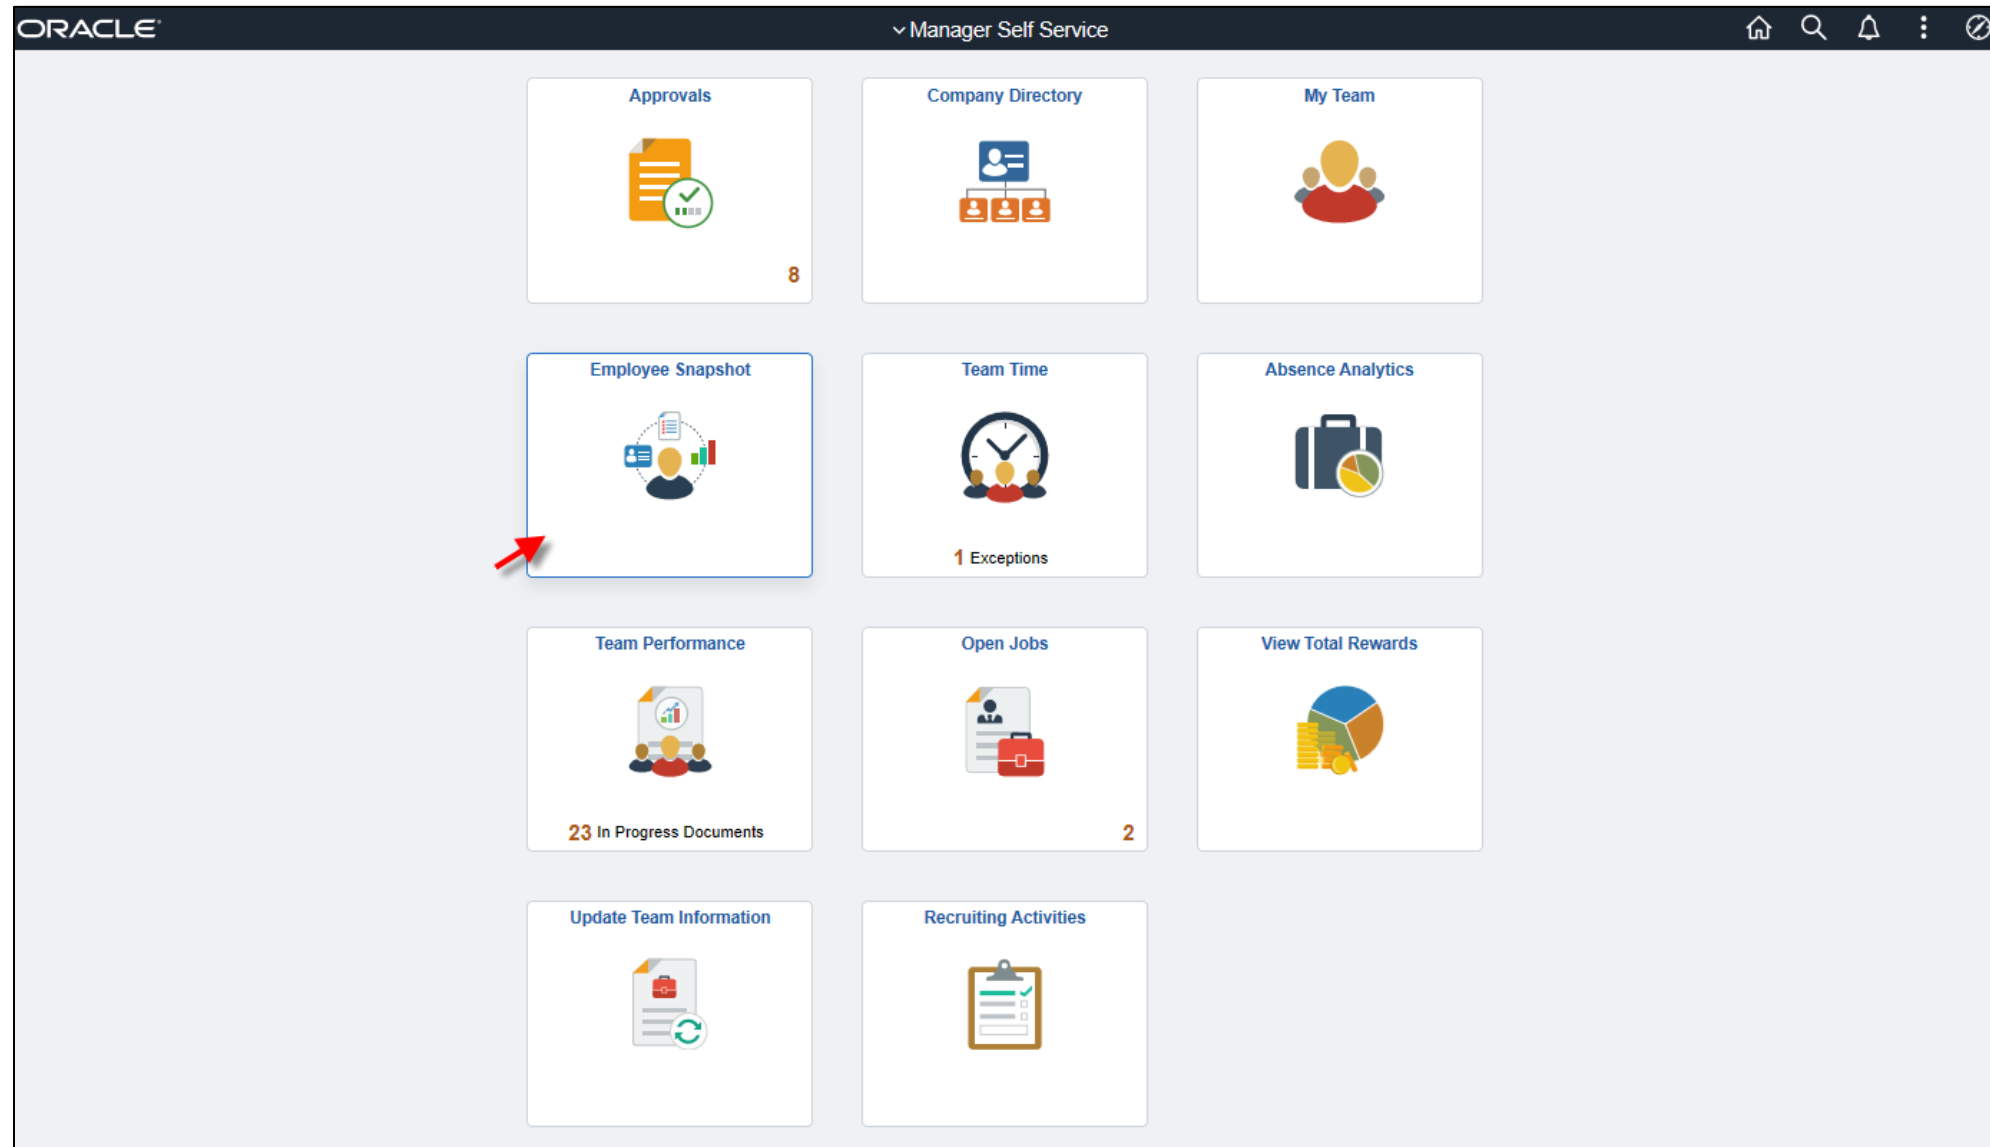 ORACLE
Manager Self Service
Approvals
8
Company Directory
My Team
Employee Snapshot
Team Time
1 Exceptions
Absence Analytics
Team Performance
23 In Progress Documents
Open Jobs
2
View Total Rewards
Update Team Information
Recruiting Activities